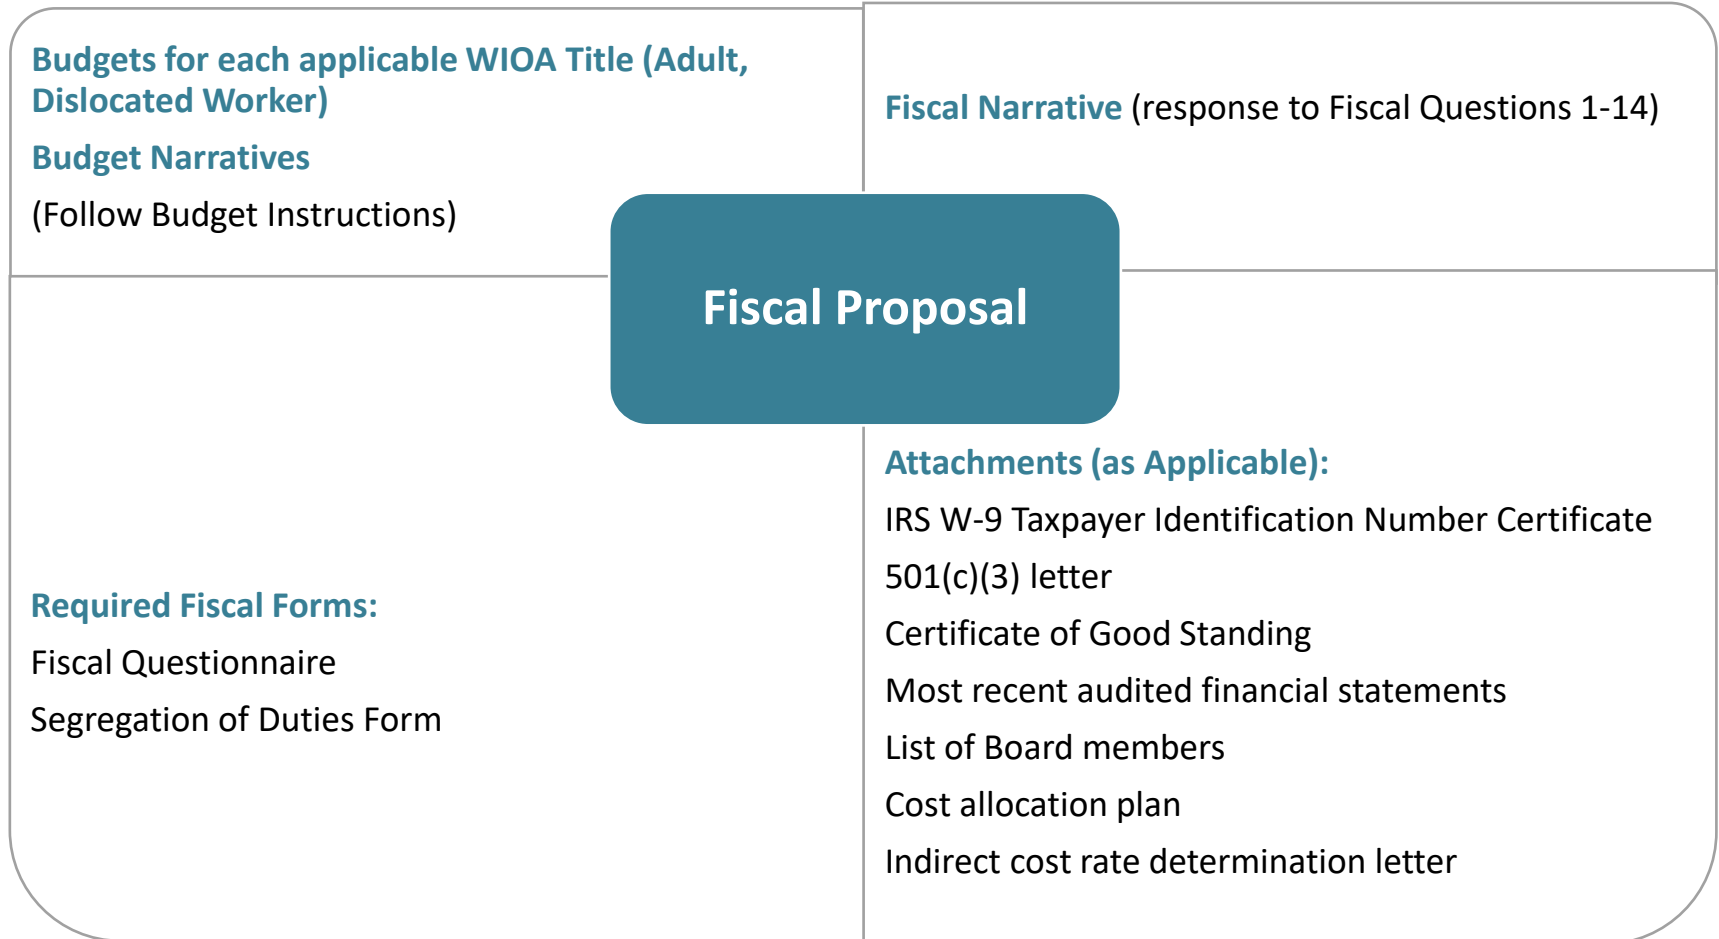 Budgets for each applicable WIOA Title (Adult,
Dislocated Worker)
Budget Narratives
(Follow Budget Instructions)
Fiscal Narrative (response to Fiscal Questions 1-14)
Fiscal Proposal
Required Fiscal Forms:
Fiscal Questionnaire
Segregation of Duties Form
Attachments (as Applicable):
IRS W-9 Taxpayer Identification Number Certificate
501(c)(3) letter
Certificate of Good Standing
Most recent audited financial statements
List of Board members
Cost allocation plan
Indirect cost rate determination letter